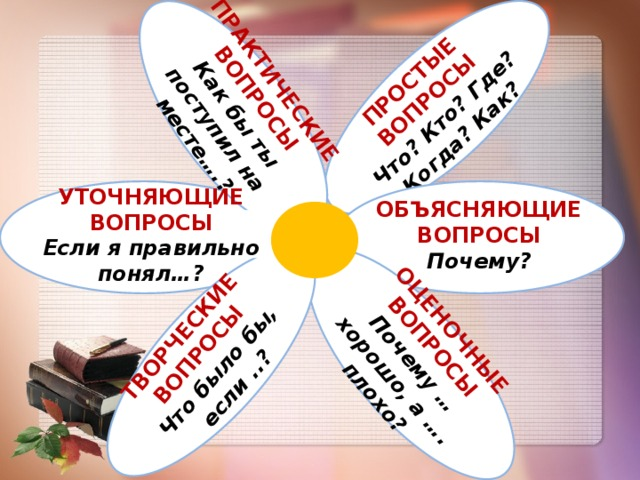 ПРАКТИЧЕСКИЕ
ВОПРОСЫ
Как бы ты
поступил на
месте….?
ПРОСТЫЕ
ВОПРОСЫ
Что? Кто? Где?
Когда? Как?
УТОЧНЯЮЩИЕ
ВОПРОСЫ
Если я правильно
понял…?
ОБЪЯСНЯЮЩИЕ
ВОПРОСЫ
Почему?
ТВОРЧЕСКИЕ
ВОПРОСЫ
Что было бы,
если ..?
ОЦЕНОЧНЫЕ
ВОПРОСЫ
Почему …
хорошо, а ….
плохо?